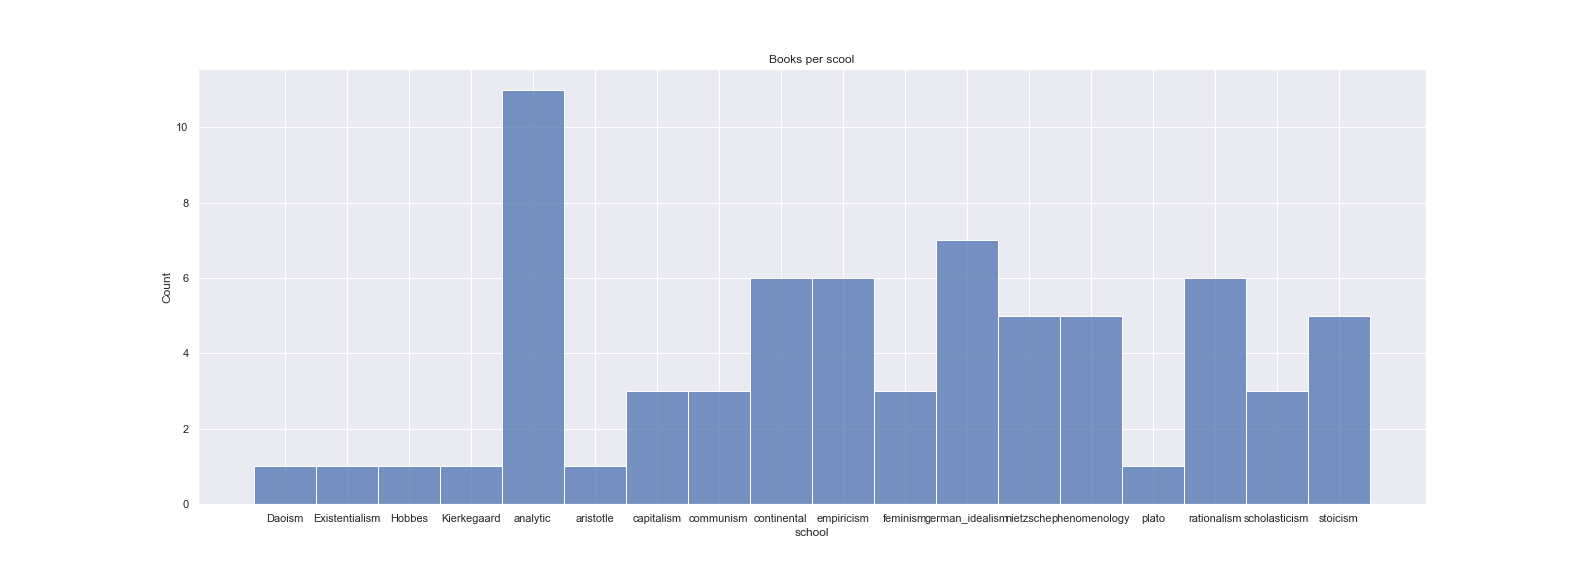 Books per scool
10
8
6
4
2
0
Count
Daoism Existentialism Hobbes Kierkegaard analytic aristotle capitalism communism continental empiricism feminism german_idealism nietzsche phenomenology plato rationalism scholasticism stoicism
school